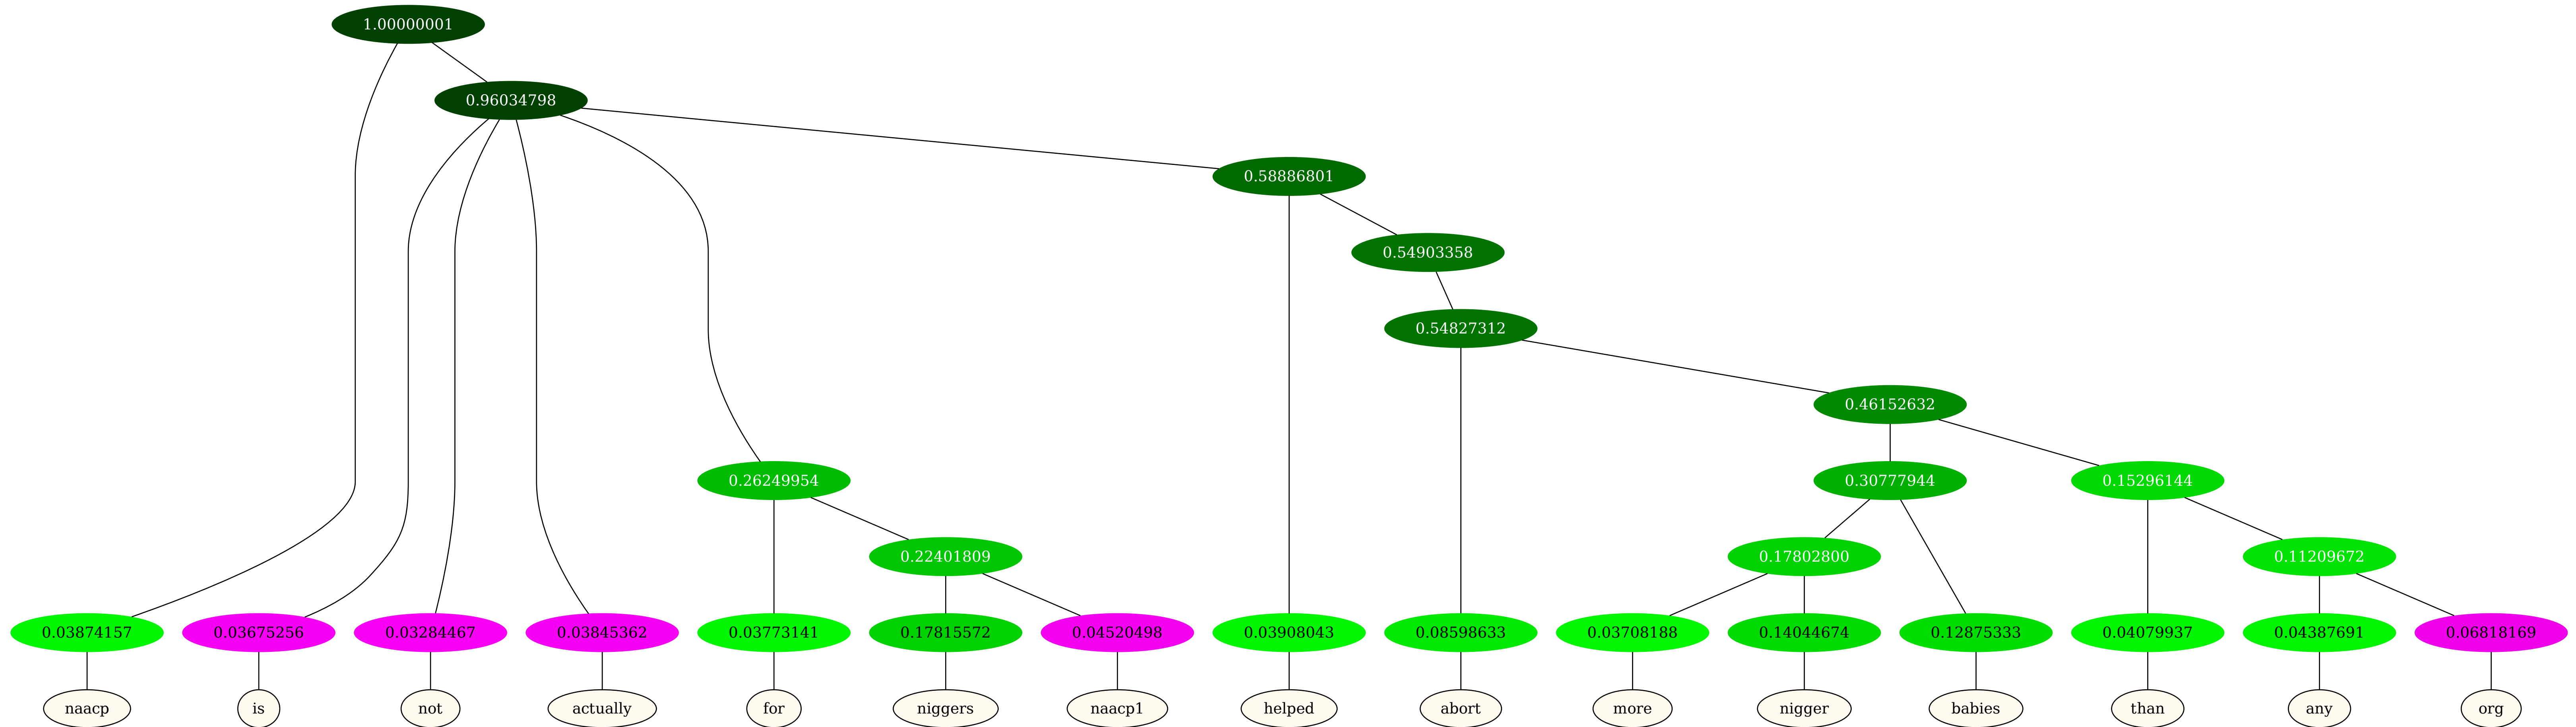 1.00000001
0.96034798
0.58886801
0.54903358
0.54827312
0.46152632
0.26249954 0.30777944 0.15296144
0.22401809 0.17802800 0.11209672
0.03874157 0.03675256 0.03284467 0.03845362 0.03773141 0.17815572 0.04520498 0.03908043 0.08598633 0.03708188 0.14044674 0.12875333 0.04079937 0.04387691 0.06818169
naacp is not actually for niggers naacp1 helped abort more nigger babies than any org